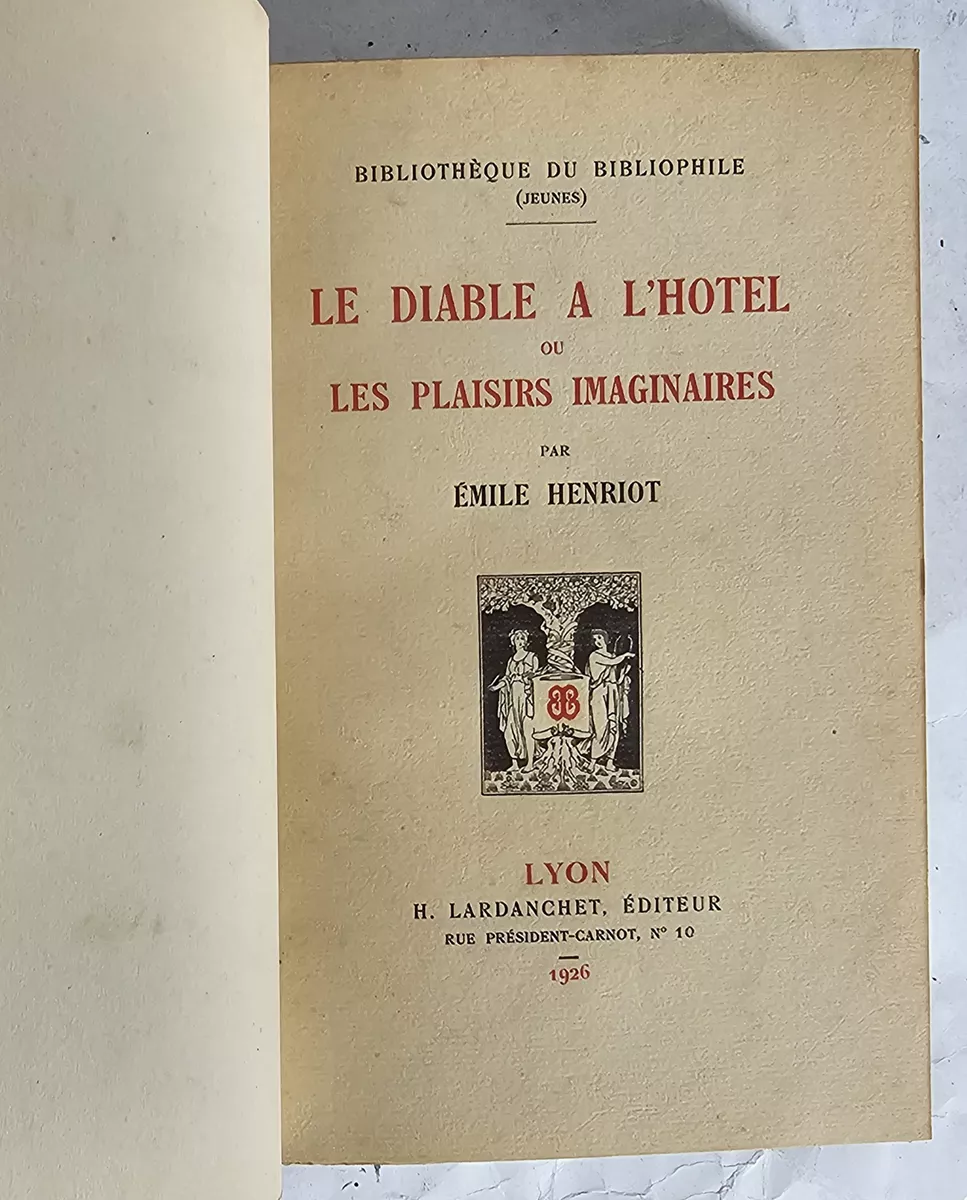 BIBLIOTHÈQUE DU BIBLIOPHILE
(JEUNES)
LE DIABLE A L'HOTEL
OU
LES PLAISIRS IMAGINAIRES
PAR
ÉMILE HENRIOT
BB
LYON
H. LARDANCHET, ÉDITEUR
RUE PRÉSIDENT-CARNOT, N° 10
1926